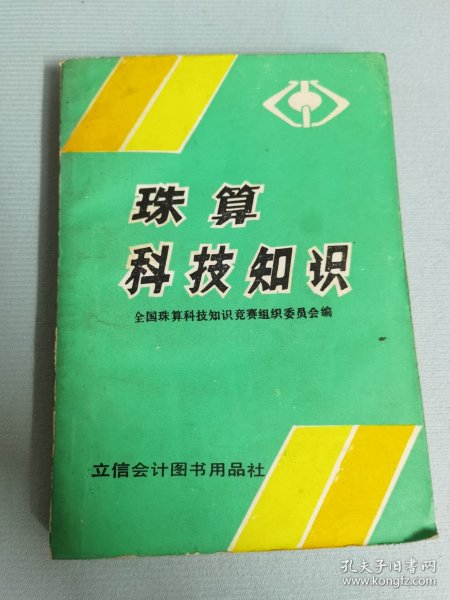 珠算
科技知识
全国珠算科技知识竞赛组织委员会编
立信会计图书用品社
孔夫子旧书网
www.kongfz.com